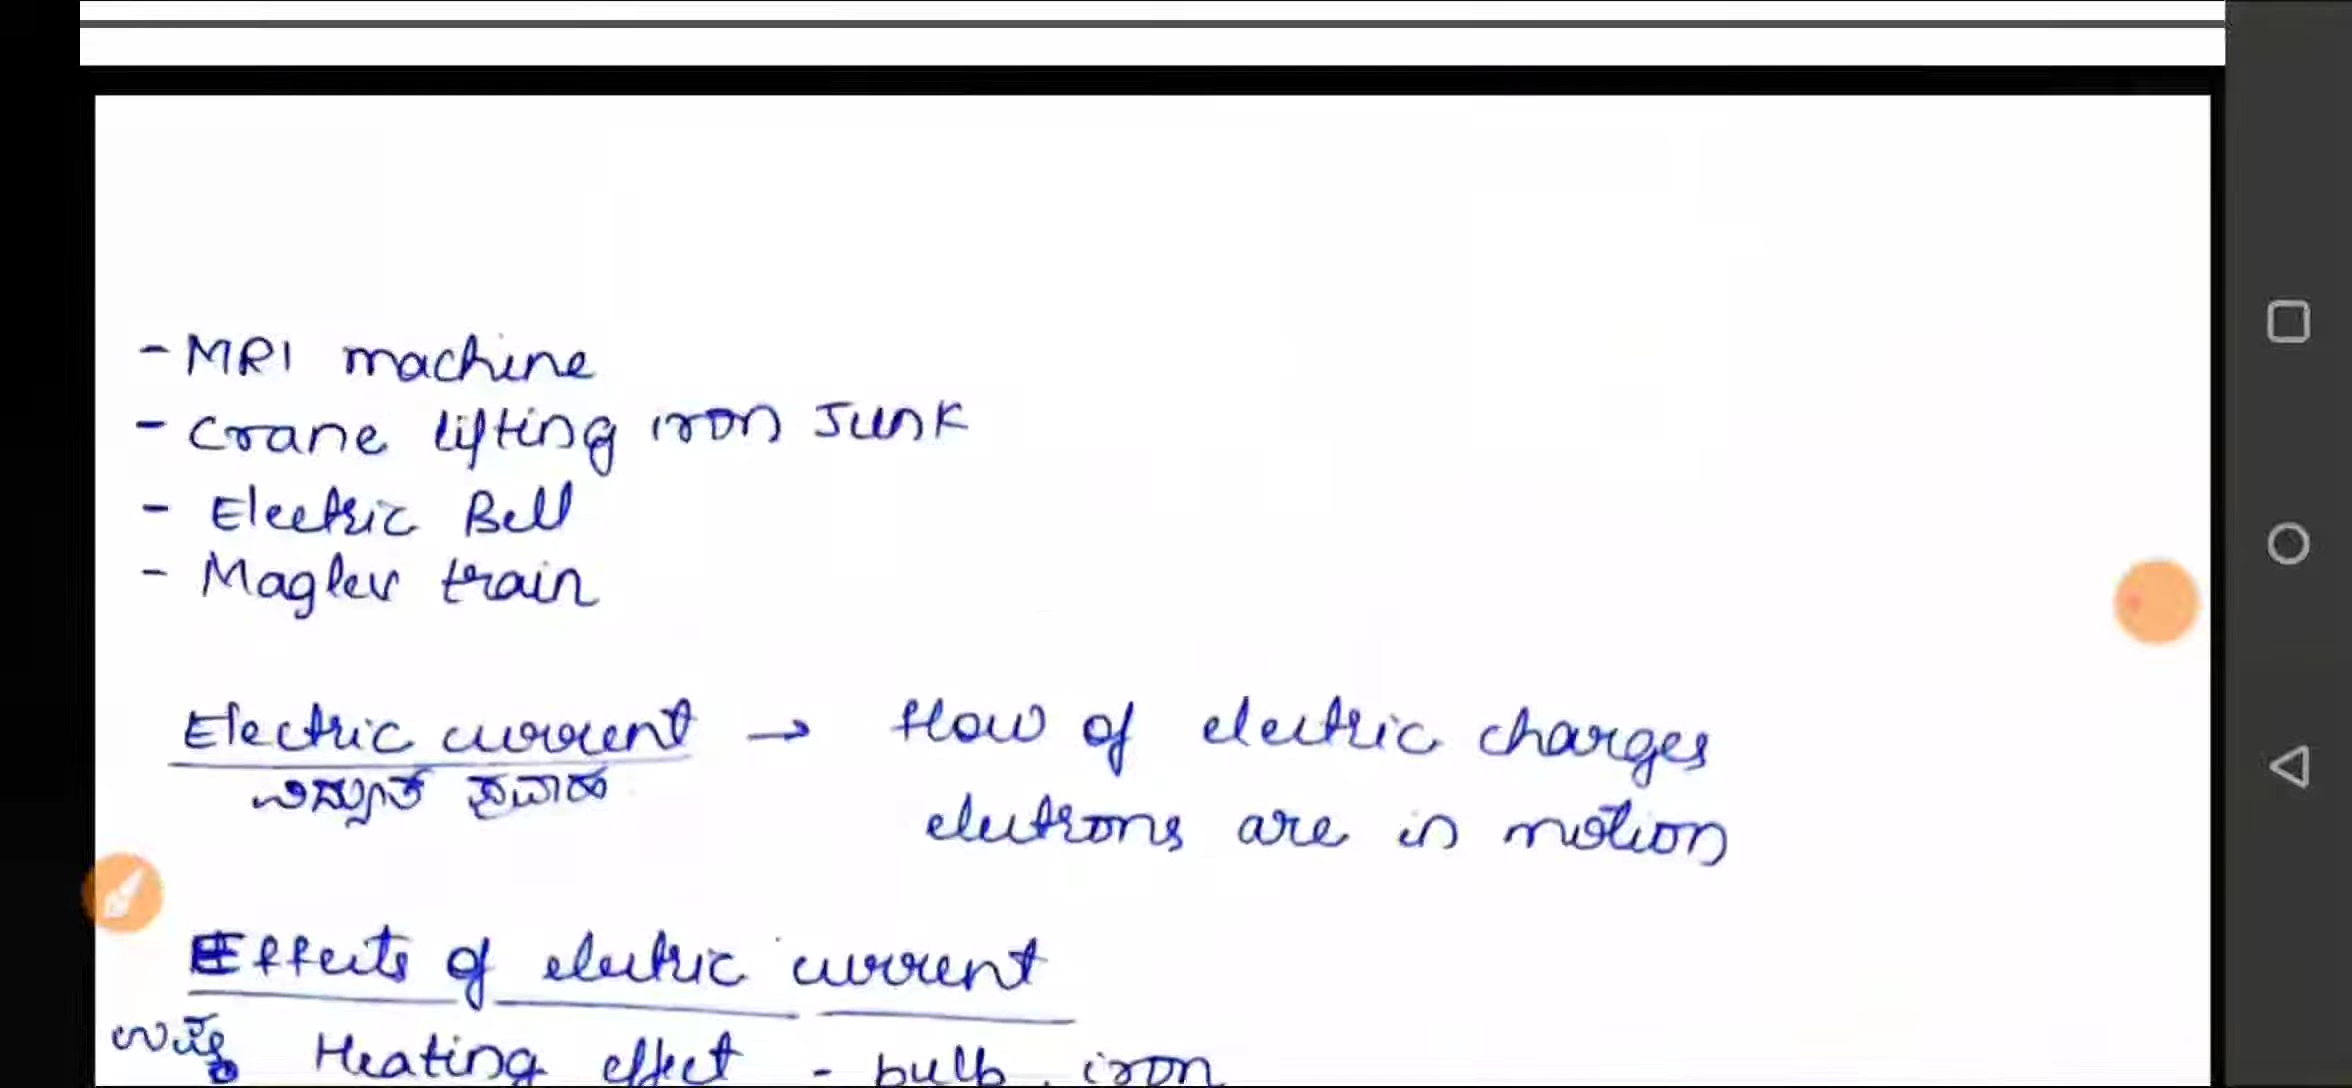 - MRI machine
- Crane lifting iron Junk
- Electric Bell
- Maglev train
Electric current → flow of electric charges
ವಿದ್ಯುತ್ ಪ್ರವಾಹ electrons are in motion
Effects of electric current
ಉಷ್ಣ Heating effect - bulb, iron